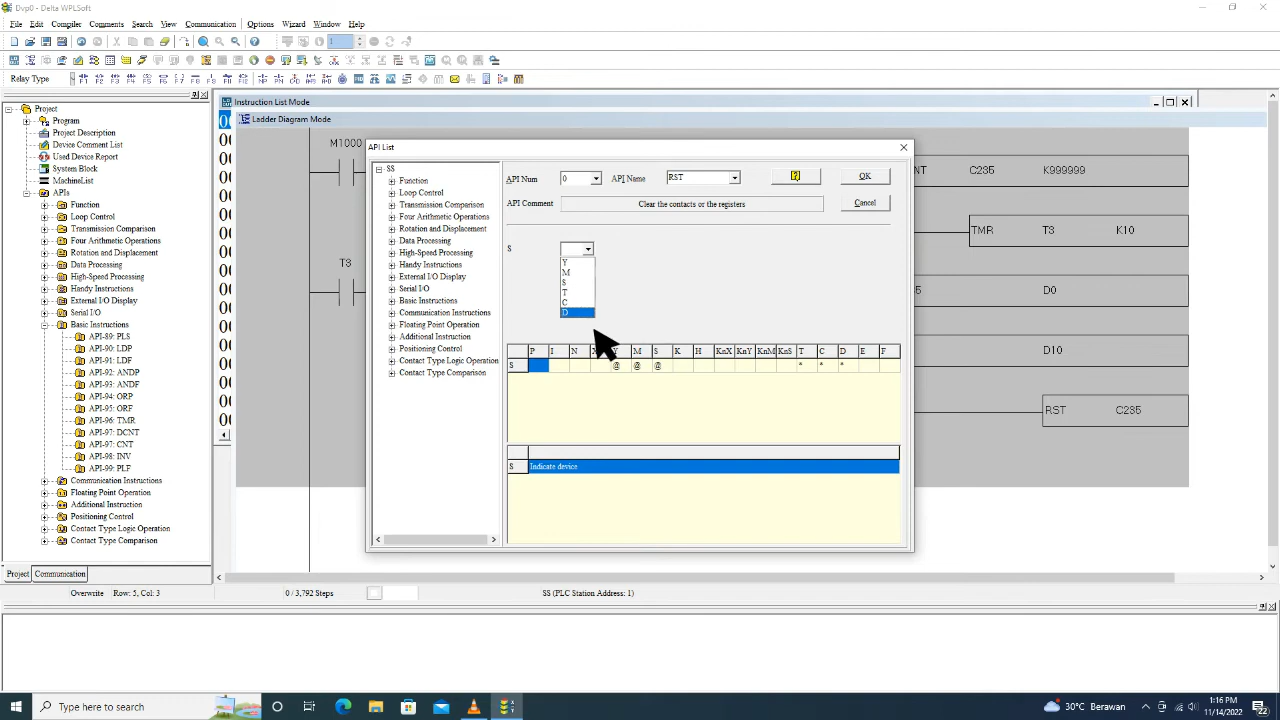 Dvp0 - Delta WPLSoft
File Edit Compiler Comments Search View Communication Options Wizard Window Help
1
Relay Type
Project
Program
Project Description
Device Comment List
Used Device Report
System Block
MachineList
APIs
Function
Loop Control
Transmission Comparison
Four Arithmetic Operations
Rotation and Displacement
Data Processing
High-Speed Processing
Handy Instructions
External I/O Display
Serial I/O
Basic Instructions
API-89: PLS
API-90: LDP
API-91: LDF
API-92: ANDP
API-93: ANDF
API-94: ORP
API-95: ORF
API-96: TMR
API-97: DCNT
API-97: CNT
API-98: INV
API-99: PLF
Communication Instructions
Floating Point Operation
Additional Instruction
Positioning Control
Contact Type Logic Operation
Contact Type Comparison
Project Communication
Instruction List Mode
Ladder Diagram Mode
M1000
NT C235 K999999
TMR T3 K10
T3
D0
D10
RST C235
API List
SS
Function
Loop Control
Transmission Comparison
Four Arithmetic Operations
Rotation and Displacement
Data Processing
High-Speed Processing
Handy Instructions
External I/O Display
Serial I/O
Basic Instructions
Communication Instructions
Floating Point Operation
Additional Instruction
Positioning Control
Contact Type Logic Operation
Contact Type Comparison
API Num 0 API Name RST OK
API Comment Clear the contacts or the registers Cancel
S
Y
M
S
T
C
D
P I N Y M S K H KnX KnY KnM KnS T C D E F
S @ @ @ * * *
S Indicate device
Overwrite Row: 5, Col: 3 0 / 3,792 Steps SS (PLC Station Address: 1)
Type here to search
30°C Berawan
1:16 PM
11/14/2022
22